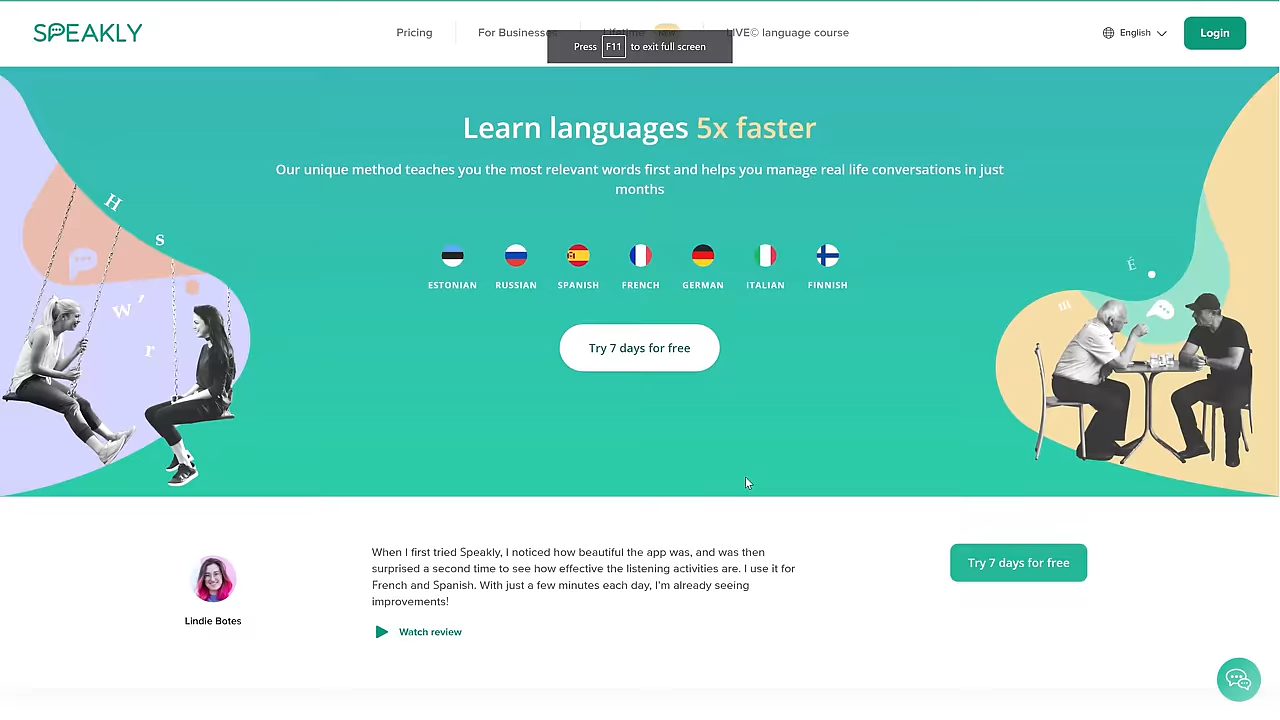 SPEAKLY
Pricing
For Businesses
Lifetime
NEW
LIVE© language course
English
Login
Press F11 to exit full screen
Learn languages 5x faster
Our unique method teaches you the most relevant words first and helps you manage real life conversations in just
months
H
s
w
r
É
m
ESTONIAN
RUSSIAN
SPANISH
FRENCH
GERMAN
ITALIAN
FINNISH
Try 7 days for free
When I first tried Speakly, I noticed how beautiful the app was, and was then
surprised a second time to see how effective the listening activities are. I use it for
French and Spanish. With just a few minutes each day, I'm already seeing
improvements!
Watch review
Lindie Botes
Try 7 days for free